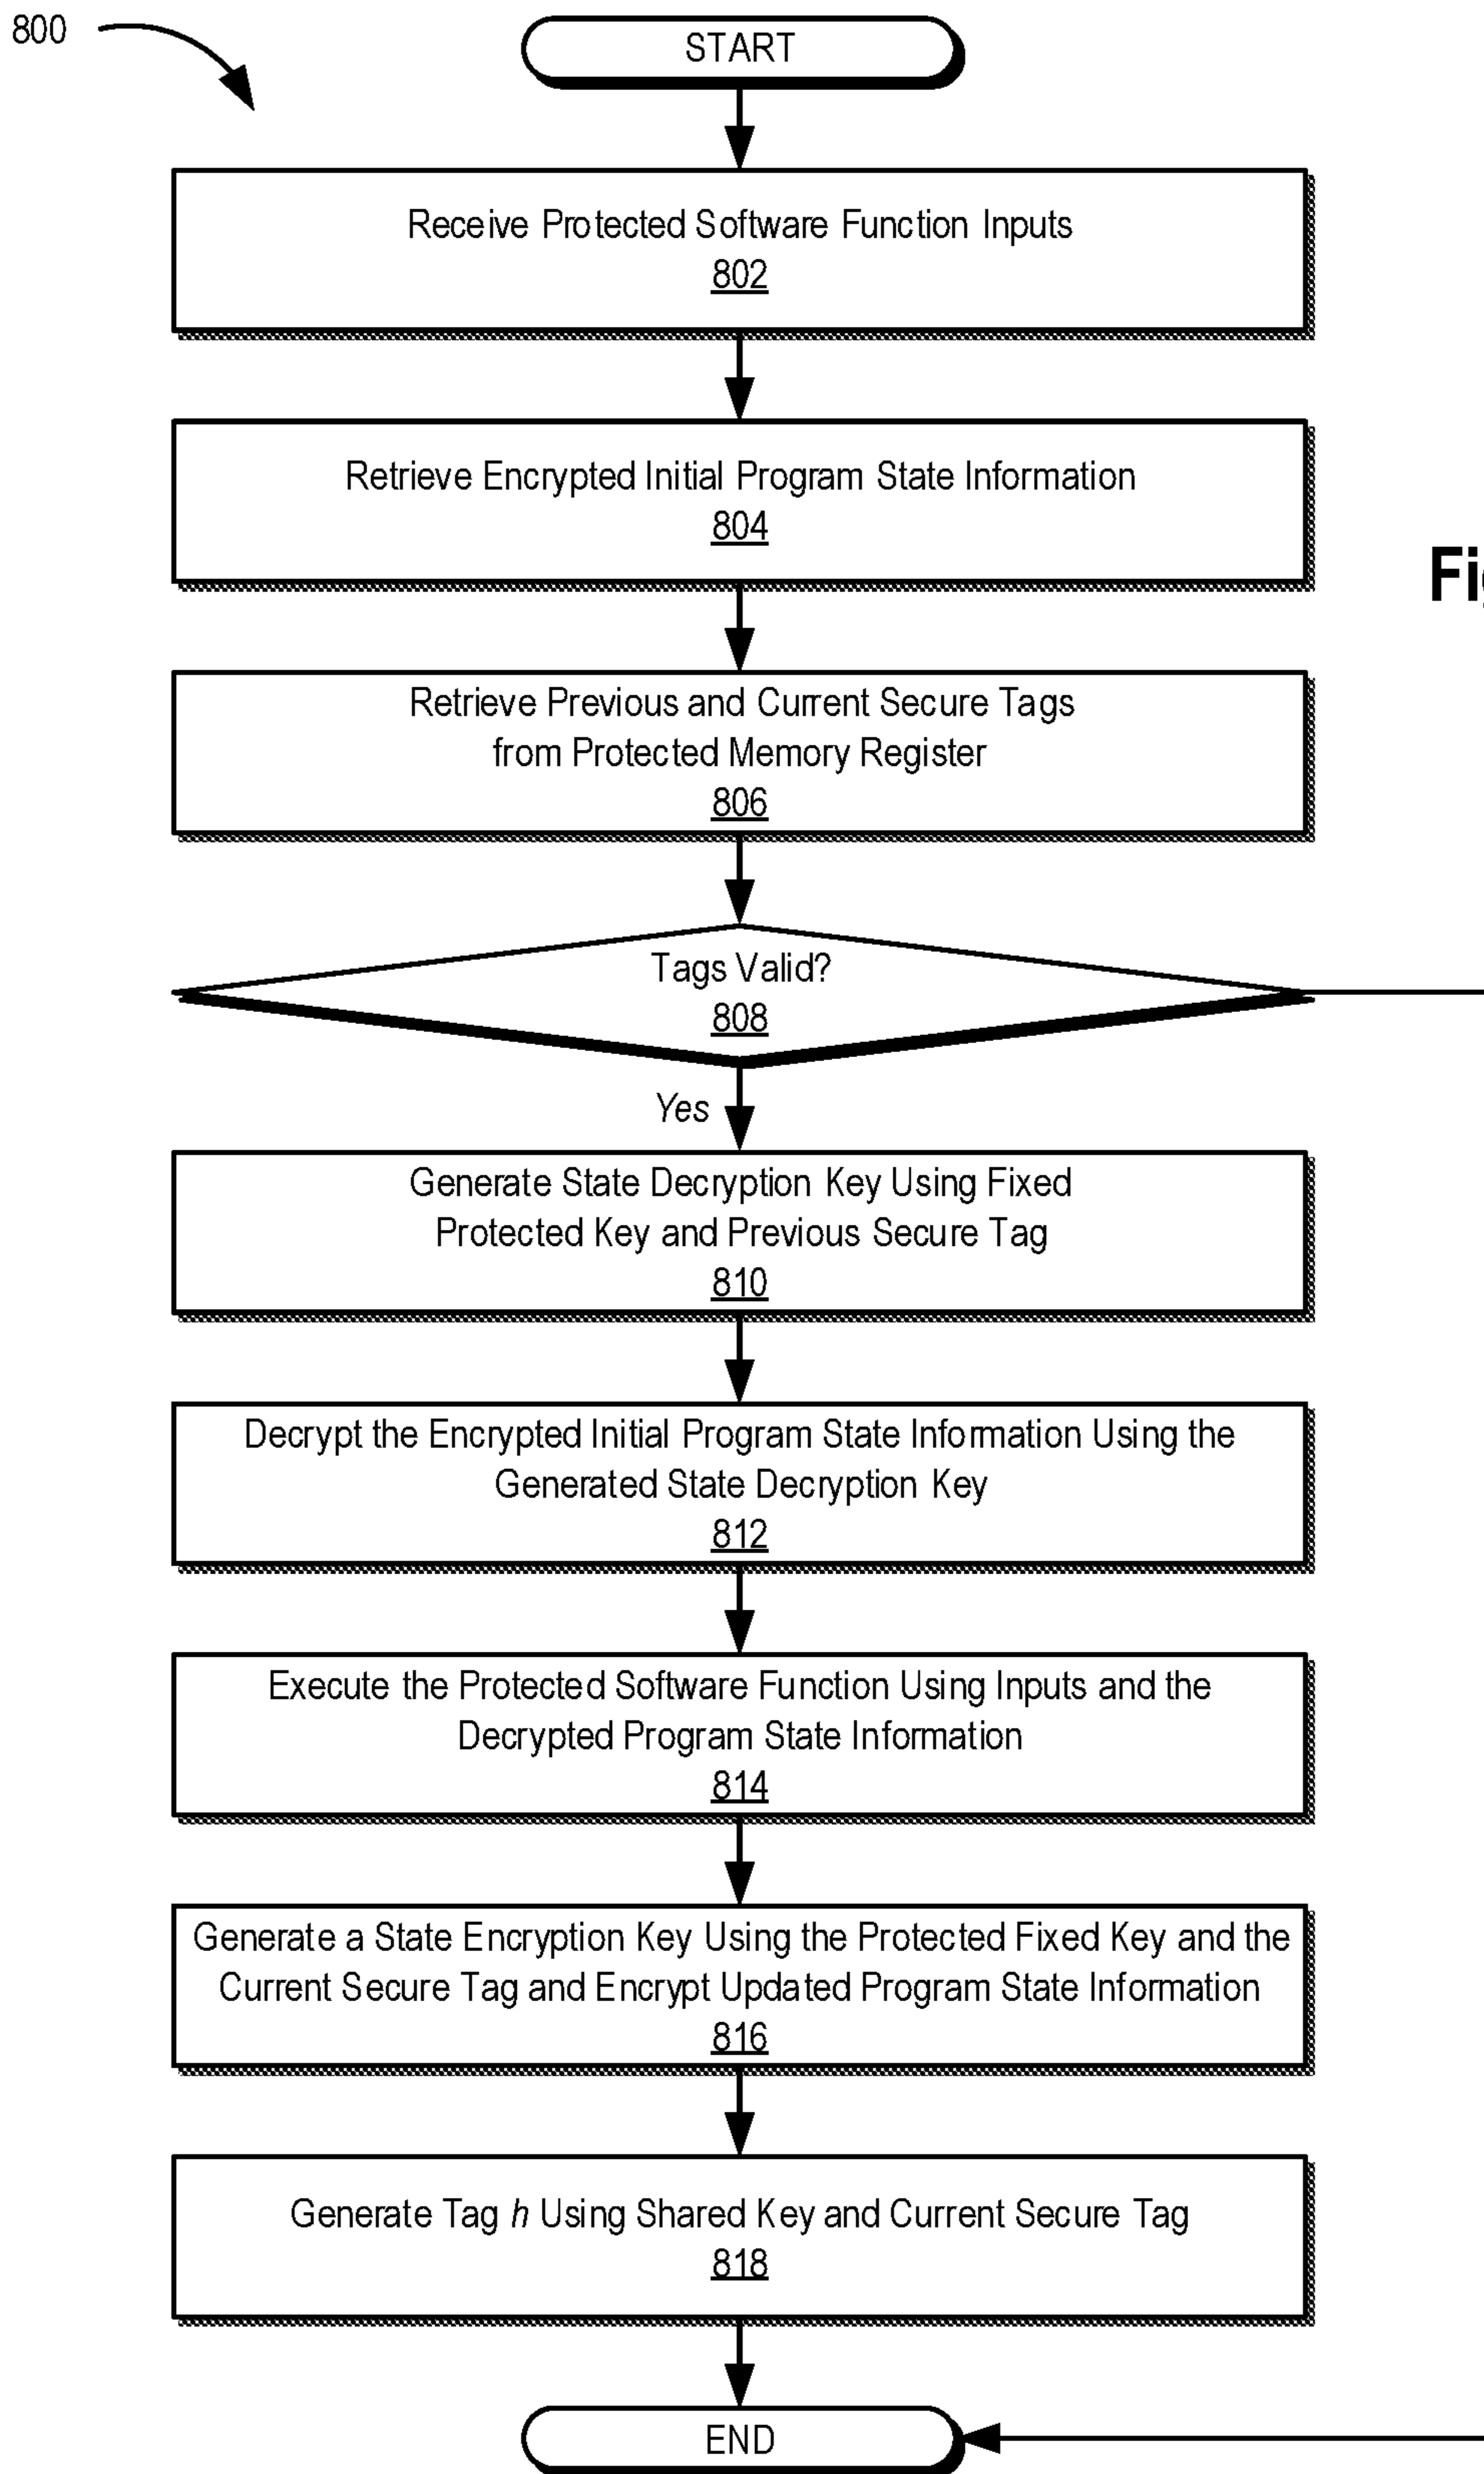 800
START
Receive Protected Software Function Inputs
802
Retrieve Encrypted Initial Program State Information
804
Fi
Retrieve Previous and Current Secure Tags
from Protected Memory Register
806
Tags Valid?
808
Yes
Generate State Decryption Key Using Fixed
Protected Key and Previous Secure Tag
810
Decrypt the Encrypted Initial Program State Information Using the
Generated State Decryption Key
812
Execute the Protected Software Function Using Inputs and the
Decrypted Program State Information
814
Generate a State Encryption Key Using the Protected Fixed Key and the
Current Secure Tag and Encrypt Updated Program State Information
816
Generate Tag h Using Shared Key and Current Secure Tag
818
END